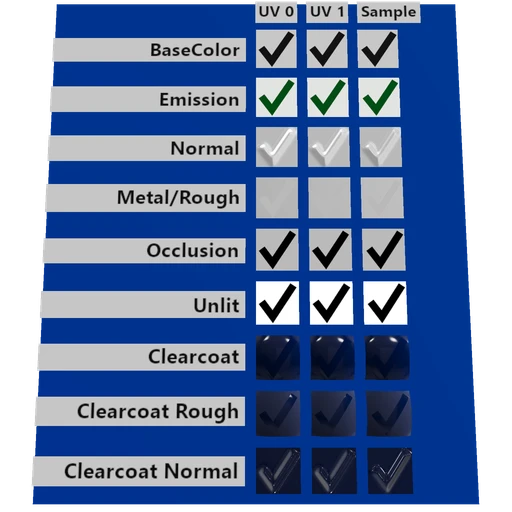 UV 0 UV 1 Sample
BaseColor
Emission
Normal
Metal/Rough
Occlusion
Unlit
Clearcoat
Clearcoat Rough
Clearcoat Normal